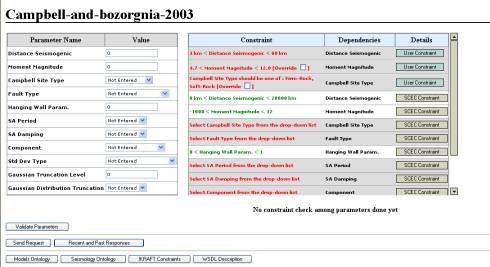 Campbell-and-bozorgnia-2003
Parameter Name Value
Distance Seismogenic 0
Moment Magnitude 0
Campbell Site Type Not Entered
Fault Type Not Entered
Hanging Wall Param. 0
SA Period Not Entered
SA Damping Not Entered
Component Not Entered
Std Dev Type Not Entered
Gaussian Truncation Level 0
Gaussian Distribution Truncation Not Entered
Constraint Dependencies Details
3 km < Distance Seismogenic < 60 km Distance Seismogenic User Constraint
4.7 < Moment Magnitude < 12.0 [Override ] Moment Magnitude User Constraint
Campbell Site Type should be one of : Firm-Rock,
Soft-Rock [Override ] Campbell Site Type User Constraint
0 km < Distance Seismogenic < 20000 km Distance Seismogenic SCEC Constraint
-1000 < Moment Magnitude < 12 Moment Magnitude SCEC Constraint
Select Campbell Site Type from the drop-down list Campbell Site Type SCEC Constraint
Select Fault Type from the drop-down list Fault Type SCEC Constraint
0 < Hanging Wall Param. < 1 Hanging Wall Param. SCEC Constraint
Select SA Period from the drop-down list SA Period SCEC Constraint
Select SA Damping from the drop-down list SA Damping SCEC Constraint
Select Component from the drop-down list Component SCEC Constraint
No constraint check among parameters done yet
Validate Parameters
Send Request Recent and Past Responses
Models Ontology Seismology Ontology IKRAFT Constraints WSDL Description